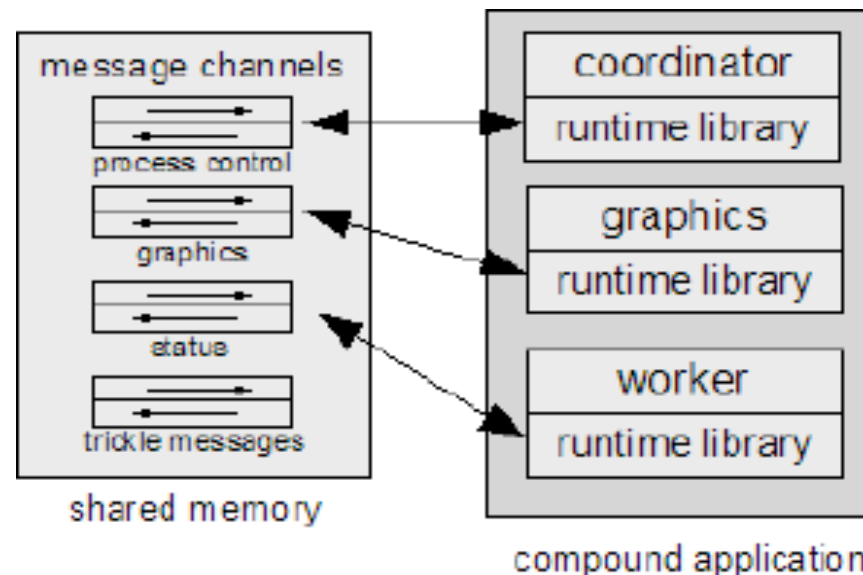 message channels
process control
graphics
status
trickle messages
shared memory
coordinator
runtime library
graphics
runtime library
worker
runtime library
compound application